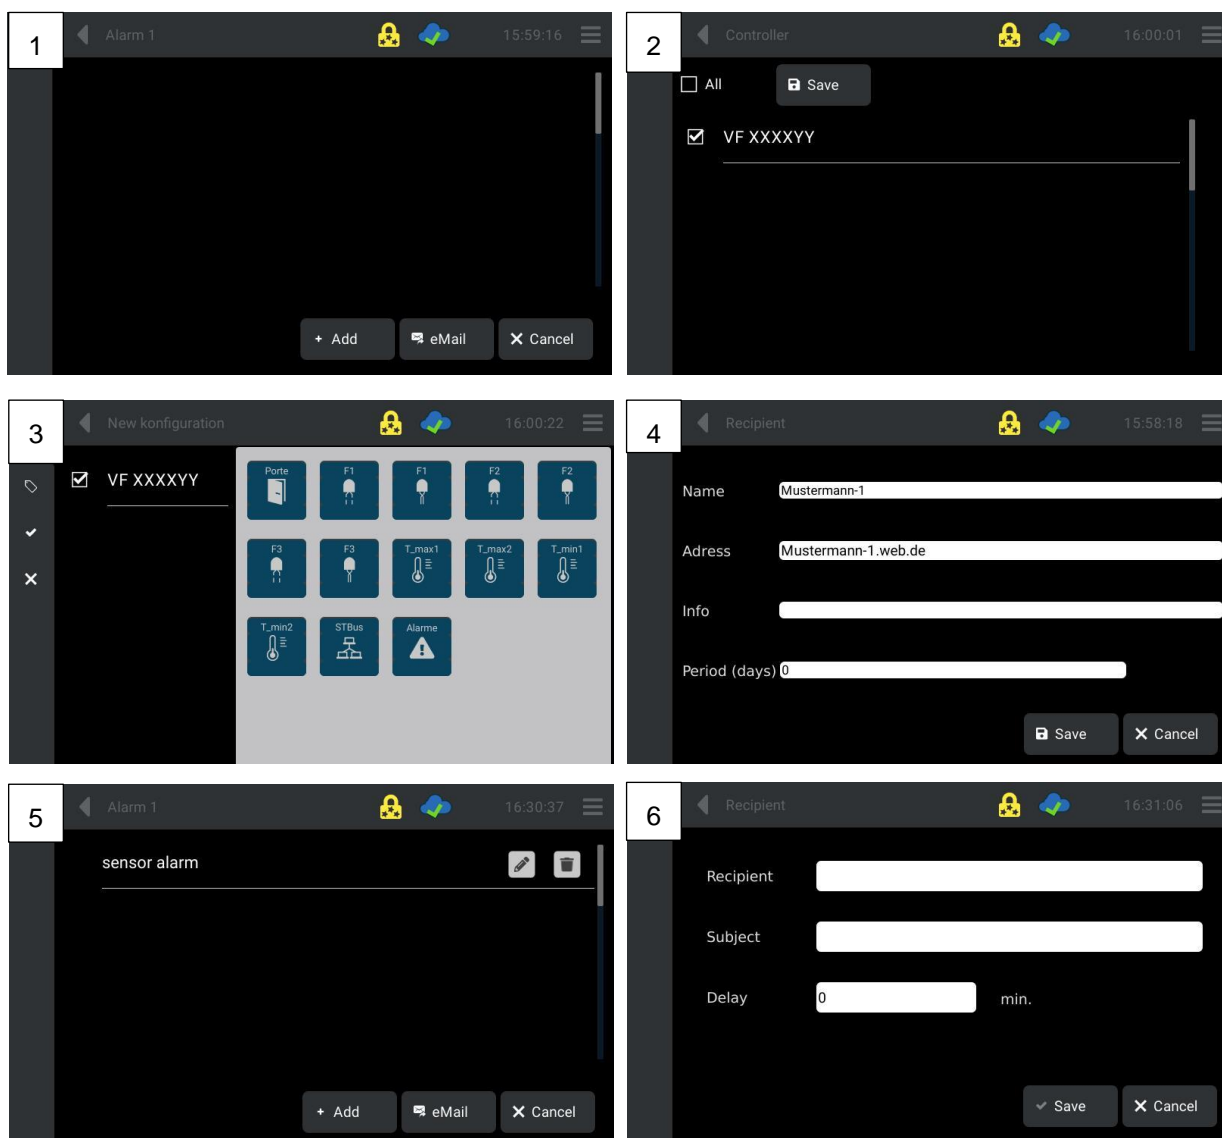 1
Alarm 1
15:59:16
+ Add
eMail
Cancel
2
Controller
16:00:01
All
Save
VF XXXXYY
3
New konfiguration
16:00:22
VF XXXXYY
Porte
F1
F1
F2
F2
F3
F3
T_max1
T_max2
T_min1
T_min2
STBus
Alarme
4
Recipient
15:58:18
Name
Mustermann-1
Adress
Mustermann-1.web.de
Info
Period (days)
0
Save
Cancel
5
Alarm 1
16:30:37
sensor alarm
+ Add
eMail
Cancel
6
Recipient
16:31:06
Recipient
Subject
Delay
0
min.
Save
Cancel